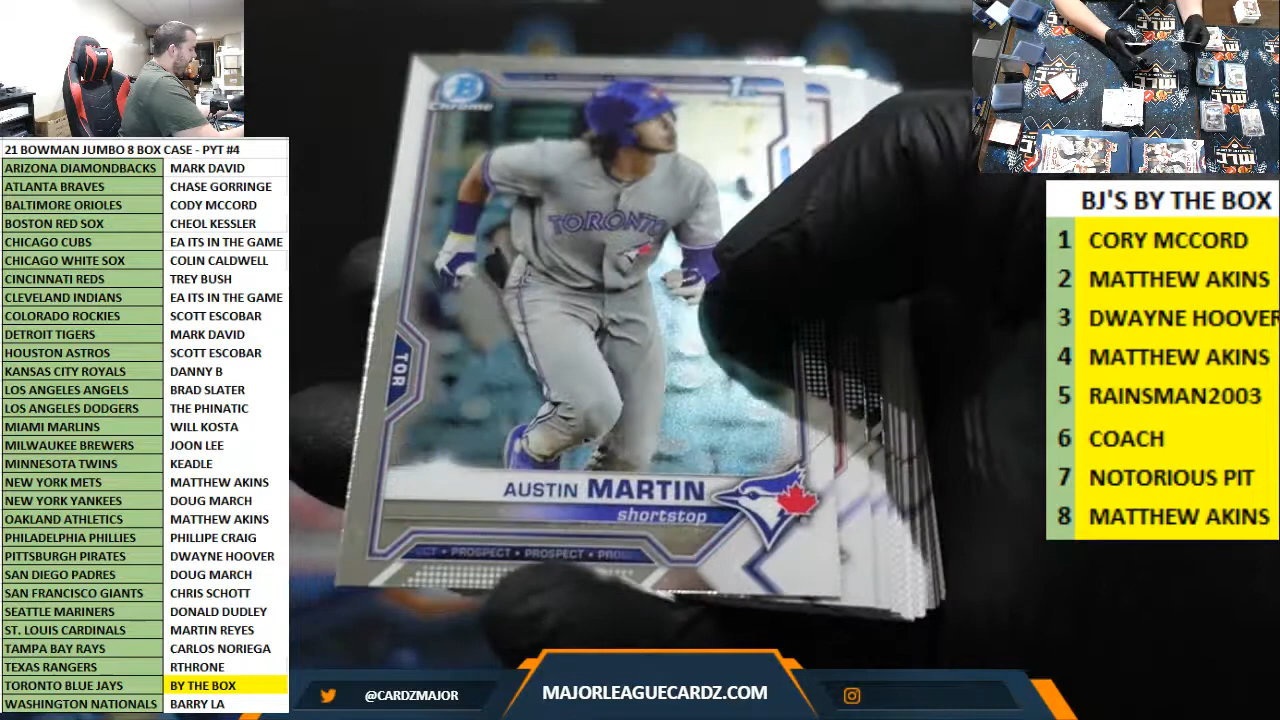 21 BOWMAN JUMBO 8 BOX CASE - PYT #4
ARIZONA DIAMONDBACKS MARK DAVID
ATLANTA BRAVES CHASE GORRINGE
BALTIMORE ORIOLES CODY MCCORD
BOSTON RED SOX CHEOL KESSLER
CHICAGO CUBS EA ITS IN THE GAME
CHICAGO WHITE SOX COLIN CALDWELL
CINCINNATI REDS TREY BUSH
CLEVELAND INDIANS EA ITS IN THE GAME
COLORADO ROCKIES SCOTT ESCOBAR
DETROIT TIGERS MARK DAVID
HOUSTON ASTROS SCOTT ESCOBAR
KANSAS CITY ROYALS DANNY B
LOS ANGELES ANGELS BRAD SLATER
LOS ANGELES DODGERS THE PHINATIC
MIAMI MARLINS WILL KOSTA
MILWAUKEE BREWERS JOON LEE
MINNESOTA TWINS KEADLE
NEW YORK METS MATTHEW AKINS
NEW YORK YANKEES DOUG MARCH
OAKLAND ATHLETICS MATTHEW AKINS
PHILADELPHIA PHILLIES PHILLIPE CRAIG
PITTSBURGH PIRATES DWAYNE HOOVER
SAN DIEGO PADRES DOUG MARCH
SAN FRANCISCO GIANTS CHRIS SCHOTT
SEATTLE MARINERS DONALD DUDLEY
ST. LOUIS CARDINALS MARTIN REYES
TAMPA BAY RAYS CARLOS NORIEGA
TEXAS RANGERS RTHRONE
TORONTO BLUE JAYS BY THE BOX
WASHINGTON NATIONALS BARRY LA
B
Chrome
1st
TORONTO
TOR
AUSTIN MARTIN
shortstop
PROSPECT • PROSPECT
BJ'S BY THE BOX
1 CORY MCCORD
2 MATTHEW AKINS
3 DWAYNE HOOVER
4 MATTHEW AKINS
5 RAINSMAN2003
6 COACH
7 NOTORIOUS PIT
8 MATTHEW AKINS
@CARDZMAJOR
MAJORLEAGUECARDZ.COM